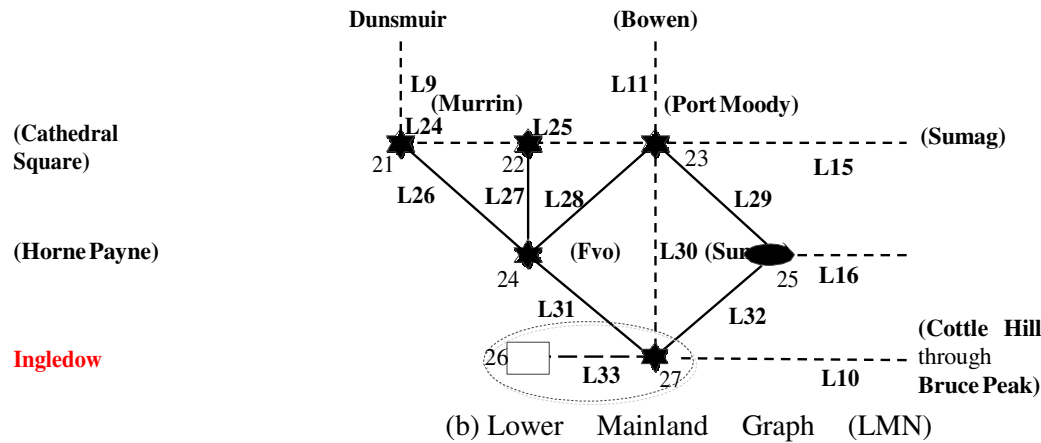 Dunsmuir (Bowen)
L9 L11
(Murrin) (Port Moody)
(Cathedral
Square)
L24 L25 (Sumag)
21 22 23 L15
L26 L27 L28 L29
(Horne Payne) (Fvo) L30
24 25 L16
L31 L32
Ingledow 26 L33 27 L10
(Cottle Hill
through
Bruce Peak)
(b) Lower Mainland Graph (LMN)